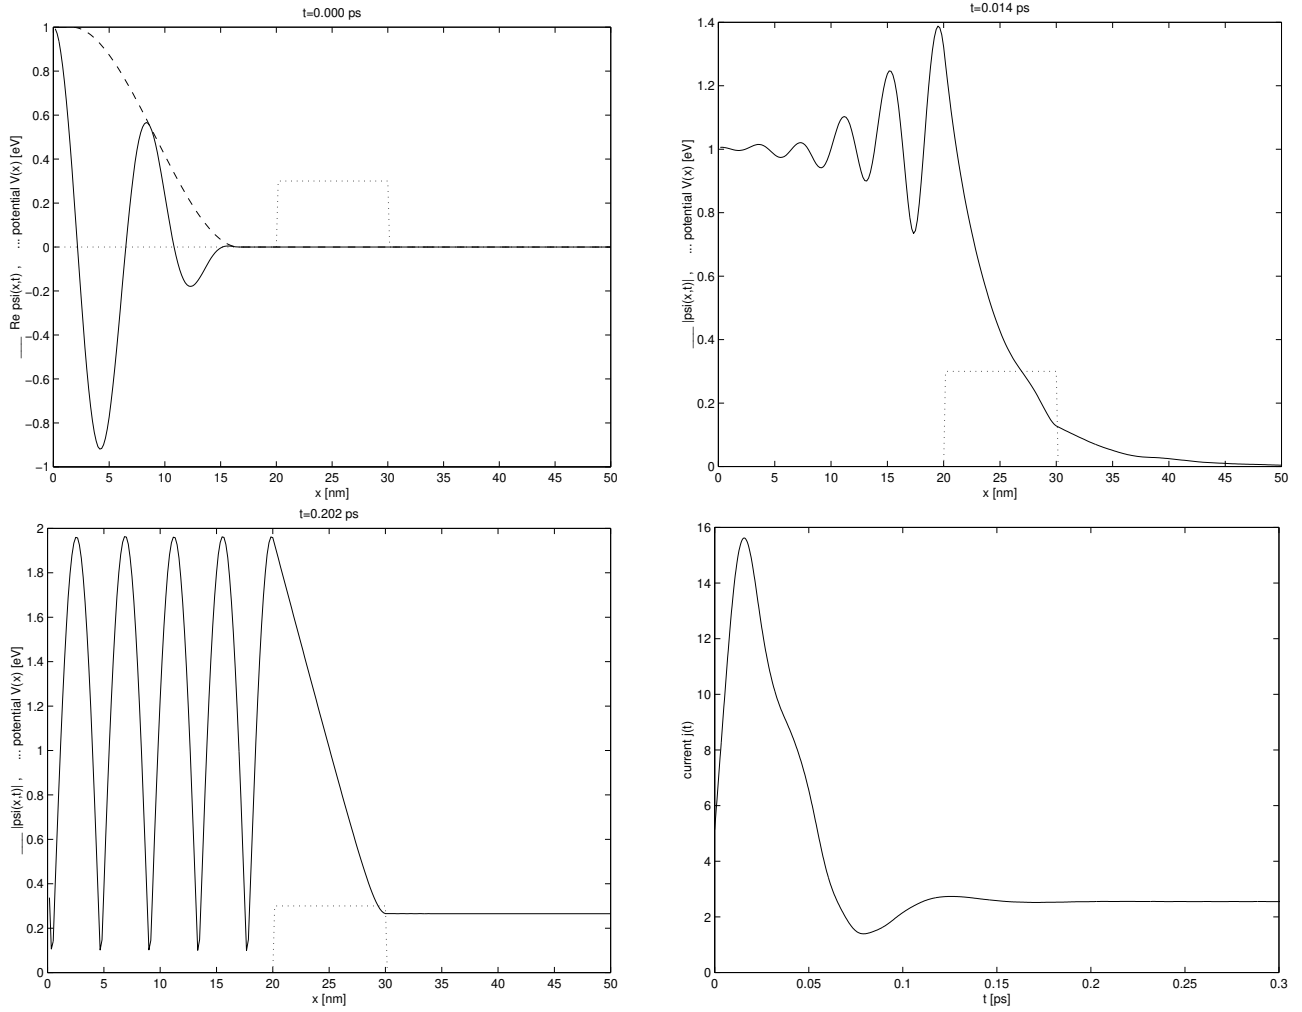 t=0.000 ps
1
0.8
0.6
0.4
0.2
0
−0.2
−0.4
−0.6
−0.8
−1
0 5 10 15 20 25 30 35 40 45 50
x [nm]
___ Re psi(x,t) , ... potential V(x) [eV]
t=0.014 ps
1.4
1.2
1
0.8
0.6
0.4
0.2
0
0 5 10 15 20 25 30 35 40 45 50
x [nm]
___ |psi(x,t)| , ... potential V(x) [eV]
t=0.202 ps
2
1.8
1.6
1.4
1.2
1
0.8
0.6
0.4
0.2
0
0 5 10 15 20 25 30 35 40 45 50
x [nm]
___ |psi(x,t)| , ... potential V(x) [eV]
16
14
12
10
8
6
4
2
0
0 0.05 0.1 0.15 0.2 0.25 0.3
t [ps]
current j(t)